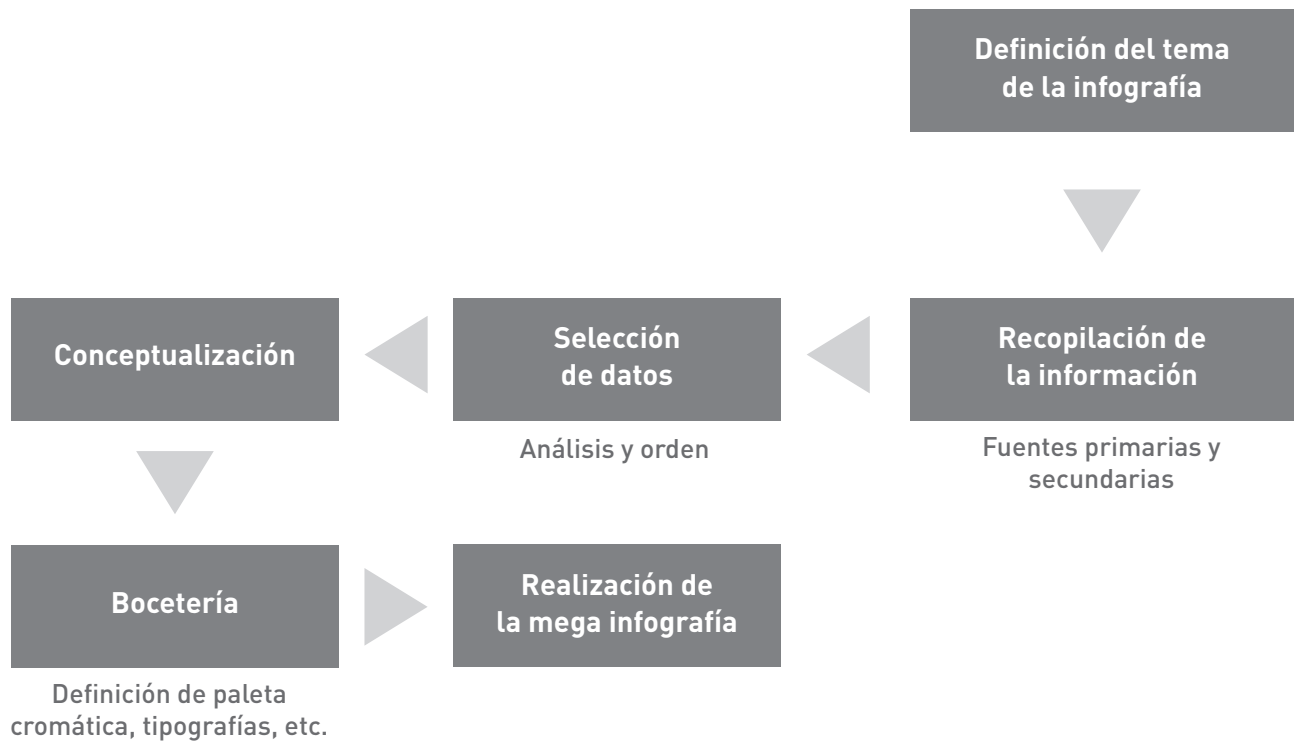 Definición del tema
de la infografía
Recopilación de
la información
Fuentes primarias y
secundarias
Selección
de datos
Análisis y orden
Conceptualización
Bocetería
Definición de paleta
cromática, tipografías, etc.
Realización de
la mega infografía